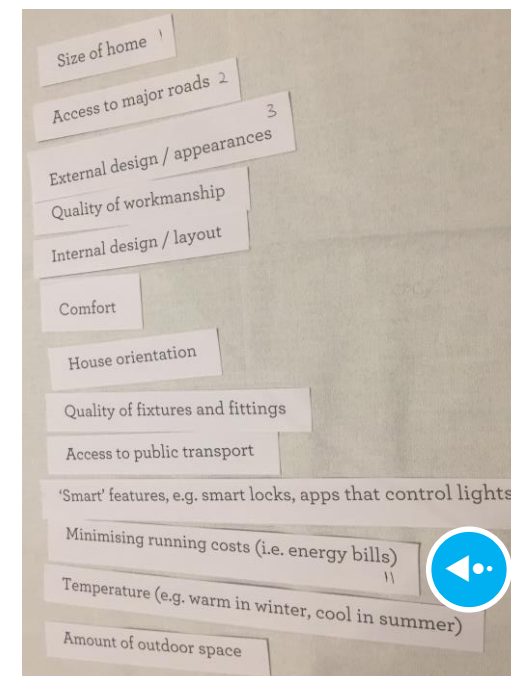 Size of home 1
Access to major roads 2
3
External design / appearances
Quality of workmanship
Internal design / layout
Comfort
House orientation
Quality of fixtures and fittings
Access to public transport
'Smart' features, e.g. smart locks, apps that control lights
Minimising running costs (i.e. energy bills)
11
Temperature (e.g. warm in winter, cool in summer)
Amount of outdoor space